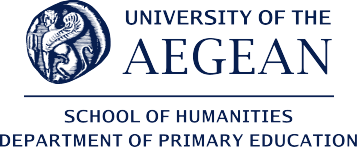 UNIVERSITY OF THE
AEGEAN
SCHOOL OF HUMANITIES
DEPARTMENT OF PRIMARY EDUCATION